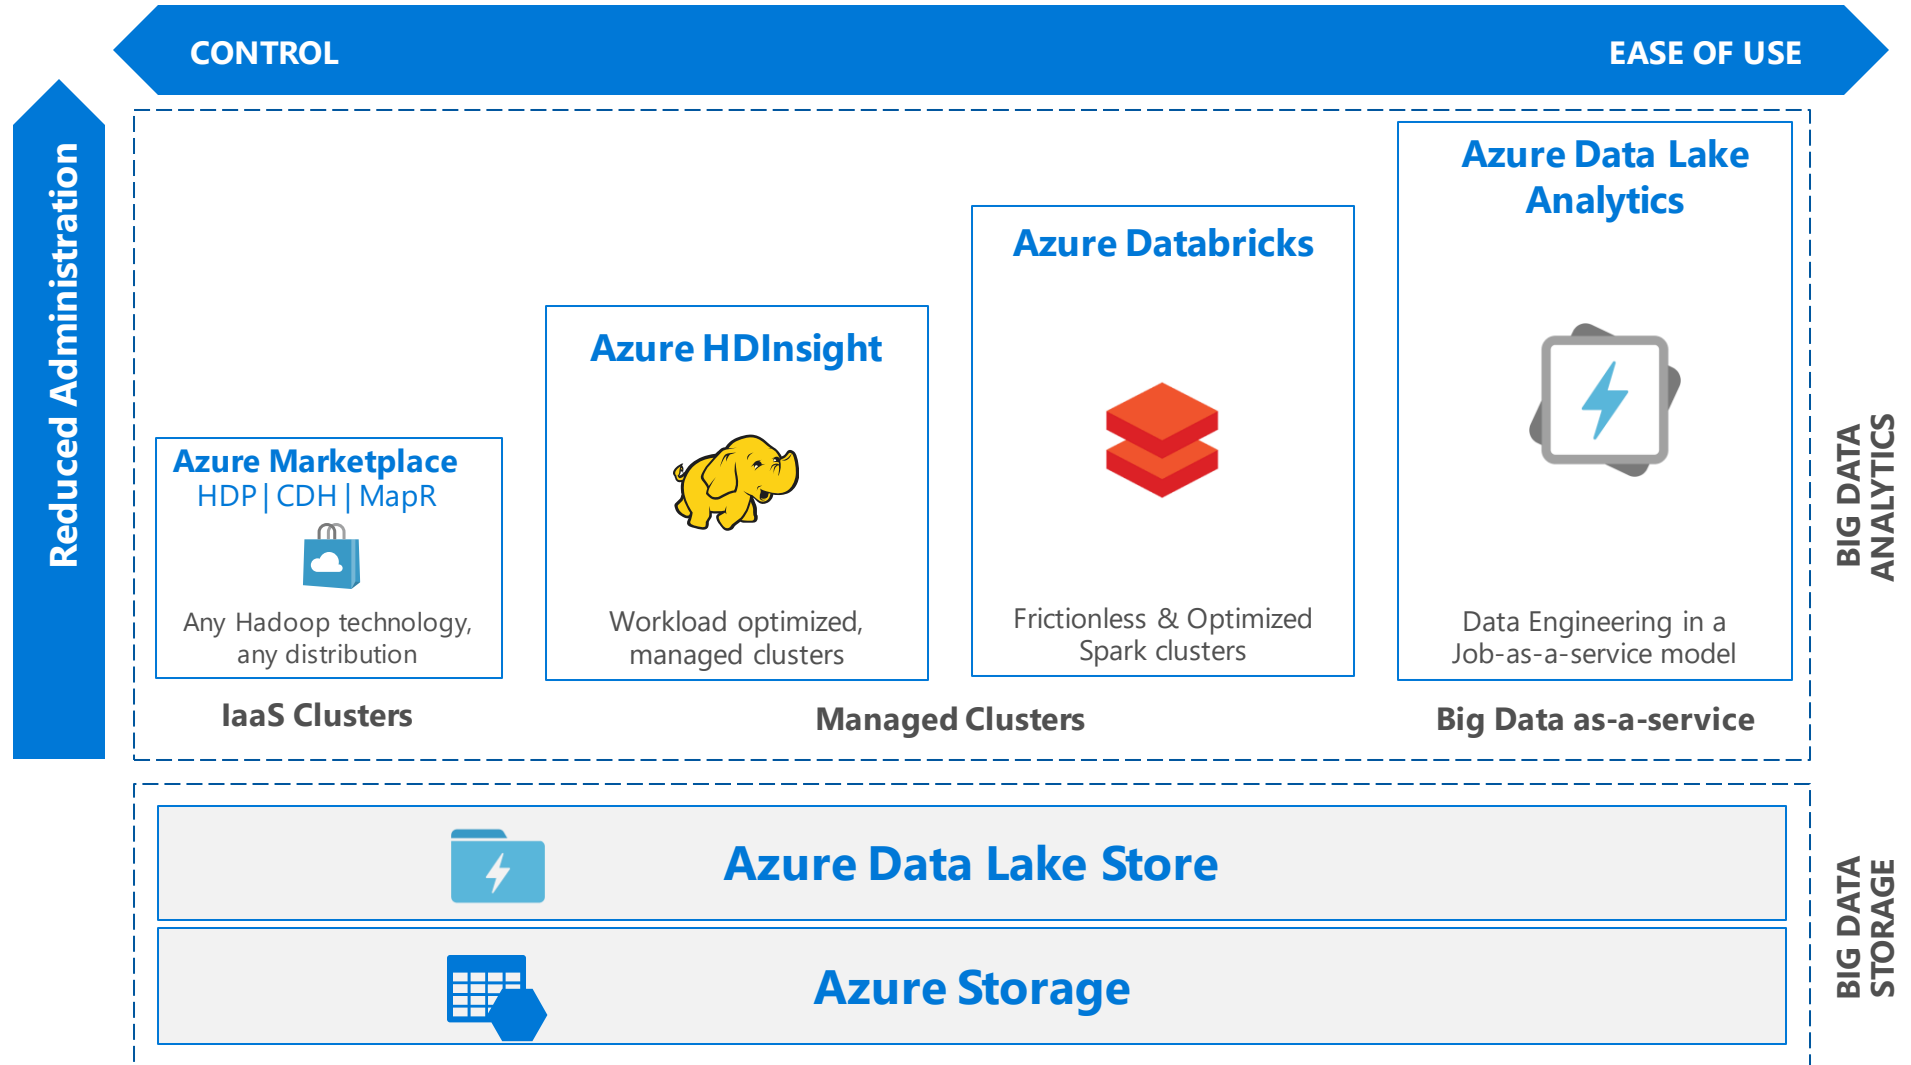 CONTROL
EASE OF USE
Reduced Administration
Azure Marketplace
HDP | CDH | MapR
Any Hadoop technology,
any distribution
IaaS Clusters
Azure HDInsight
Workload optimized,
managed clusters
Azure Databricks
Frictionless & Optimized
Spark clusters
Managed Clusters
Azure Data Lake
Analytics
Data Engineering in a
Job-as-a-service model
Big Data as-a-service
BIG DATA
ANALYTICS
Azure Data Lake Store
Azure Storage
BIG DATA
STORAGE